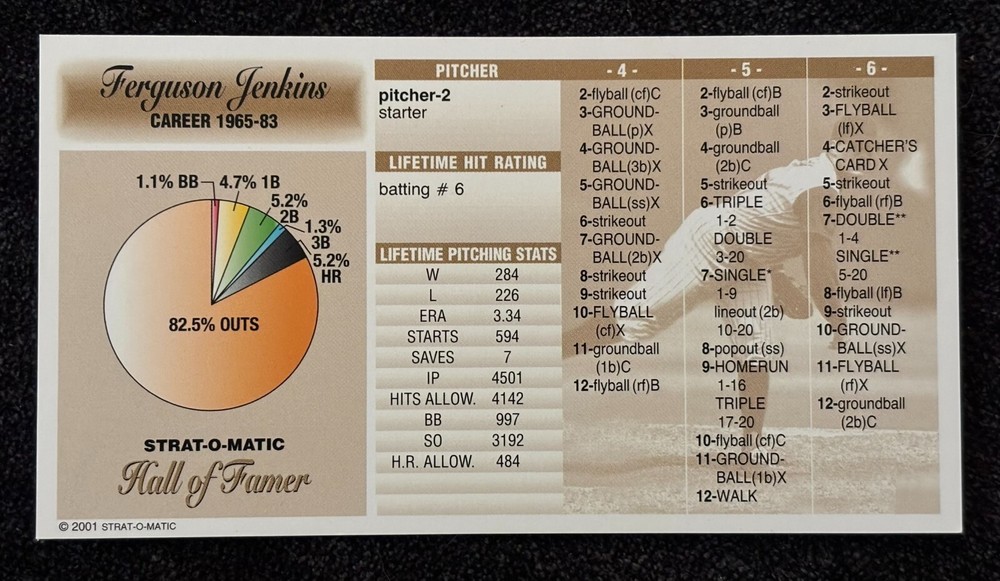 Ferguson Jenkins
CAREER 1965-83
1.1% BB
4.7% 1B
5.2%
2B
1.3%
3B
5.2%
HR
82.5% OUTS
STRAT-O-MATIC
Hall of Famer
© 2001 STRAT-O-MATIC
PITCHER
pitcher-2
starter
LIFETIME HIT RATING
batting # 6
LIFETIME PITCHING STATS
W 284
L 226
ERA 3.34
STARTS 594
SAVES 7
IP 4501
HITS ALLOW. 4142
BB 997
SO 3192
H.R. ALLOW. 484
- 4 -
2-flyball (cf)C
3-GROUND-
BALL(p)X
4-GROUND-
BALL(3b)X
5-GROUND-
BALL(ss)X
6-strikeout
7-GROUND-
BALL(2b)X
8-strikeout
9-strikeout
10-FLYBALL
(cf)X
11-groundball
(1b)C
12-flyball (rf)B
- 5 -
2-flyball (cf)B
3-groundball
(p)B
4-groundball
(2b)C
5-strikeout
6-TRIPLE
1-2
DOUBLE
3-20
7-SINGLE*
1-9
lineout (2b)
10-20
8-popout (ss)
9-HOMERUN
1-16
TRIPLE
17-20
10-flyball (cf)C
11-GROUND-
BALL(1b)X
12-WALK
- 6 -
2-strikeout
3-FLYBALL
(lf)X
4-CATCHER'S
CARD X
5-strikeout
6-flyball (rf)B
7-DOUBLE**
1-4
SINGLE**
5-20
8-flyball (lf)B
9-strikeout
10-GROUND-
BALL(ss)X
11-FLYBALL
(rf)X
12-groundball
(2b)C